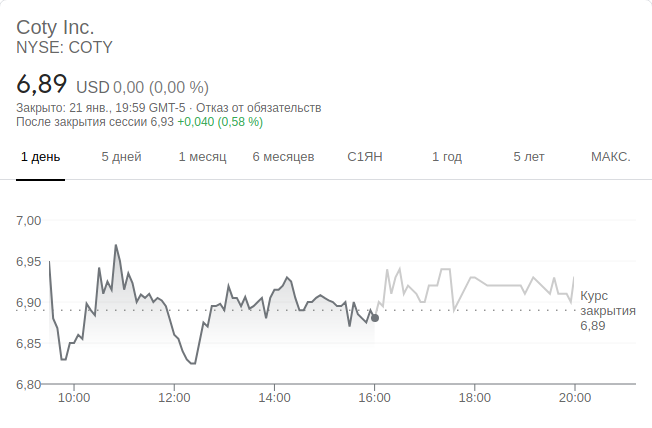 Coty Inc.
NYSE: COTY
6,89 USD 0,00 (0,00 %)
Закрыто: 21 янв., 19:59 GMT-5 · Отказ от обязательств
После закрытия сессии 6,93 +0,040 (0,58 %)
1 день 5 дней 1 месяц 6 месяцев С1ЯН 1 год 5 лет МАКС.
7,00
6,95
6,90
6,85
6,80
Курс
закрытия
6,89
10:00 12:00 14:00 16:00 18:00 20:00